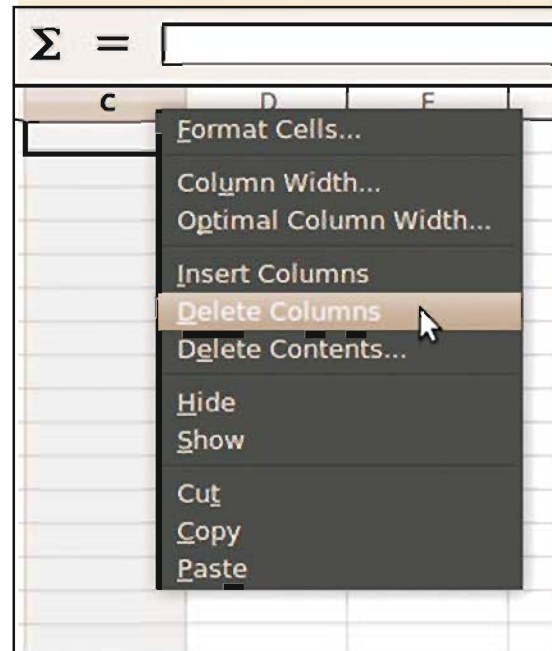 Σ =
C D E
Format Cells...
Column Width...
Optimal Column Width...
Insert Columns
Delete Columns
Delete Contents...
Hide
Show
Cut
Copy
Paste